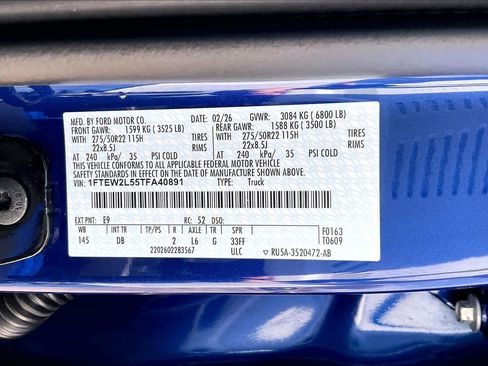 MFD. BY FORD MOTOR CO. 02/26 GVWR: 3084 KG ( 6800 LB)
FRONT GAWR: 1599 KG ( 3525 LB) REAR GAWR: 1588 KG ( 3500 LB)
WITH 275/50R22 115H TIRES WITH 275/50R22 115H TIRES
22x8.5J RIMS 22x8.5J RIMS
AT 240 kPa/ 35 PSI COLD AT 240 kPa/ 35 PSI COLD
THIS VEHICLE CONFORMS TO ALL APPLICABLE FEDERAL MOTOR VEHICLE
SAFETY STANDARDS IN EFFECT ON THE DATE OF MANUFACTURE SHOWN ABOVE.
VIN: 1FTEW2L55TFA40891 TYPE: Truck
EXT PNT: E9 RC: 52 DSO:
WB INT TR R AXLE TR SPR F0163
145 DB 2 L6 G 33FF T0609
2202602283567 ULC ▽ RU5A-3520472-AB